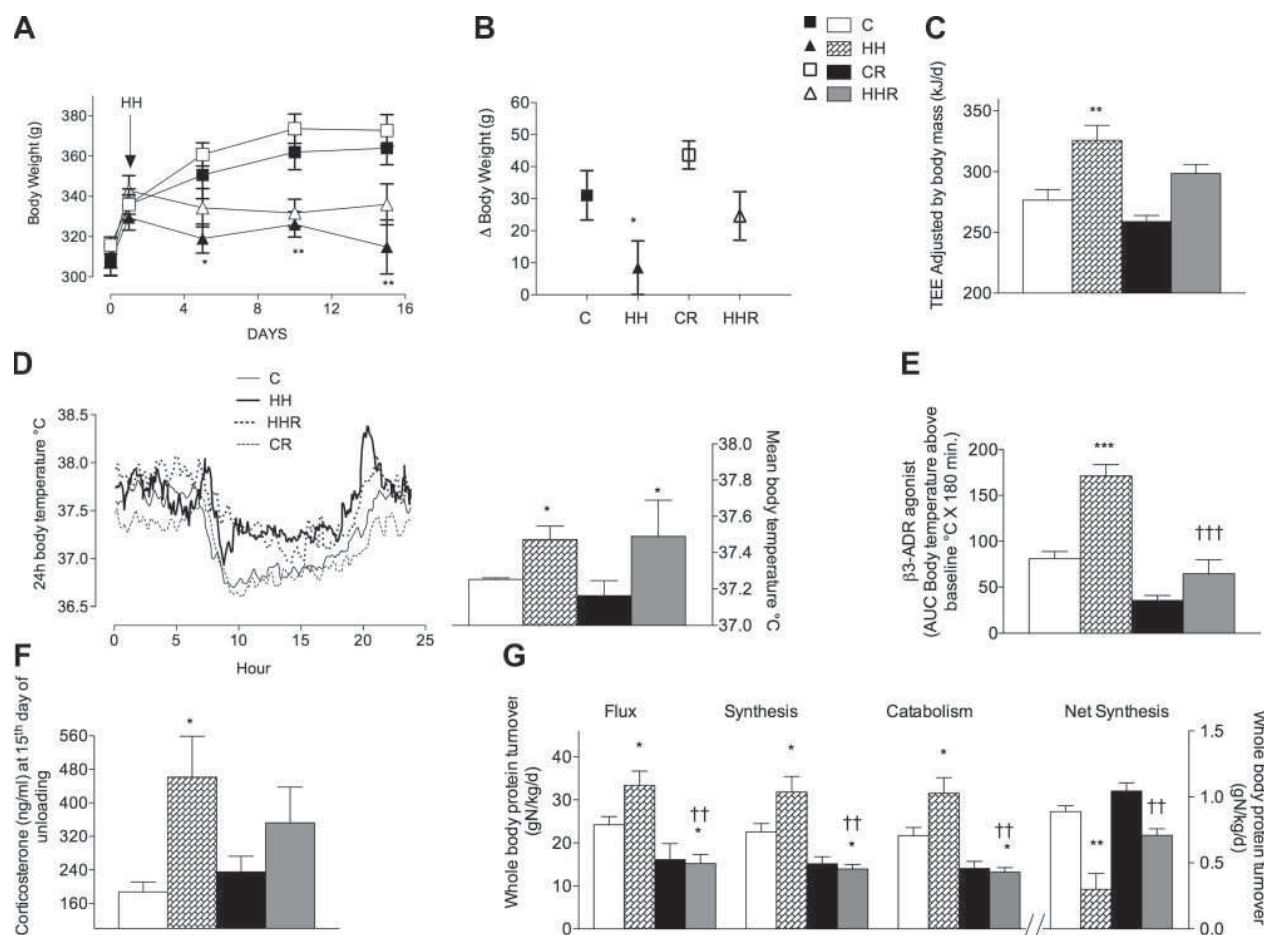 A
HH
Body Weight (g)
380
360
340
320
300
*
**
**
0
4
8
12
16
DAYS
B
Δ Body Weight (g)
60
50
40
30
20
10
0
*
C
HH
CR
HHR
C
HH
CR
HHR
C
TEE Adjusted by body mass (kJ/d)
350
300
250
200
**
D
C
HH
HHR
CR
24h body temperature °C
38.5
38.0
37.5
37.0
36.5
0
5
10
15
20
25
Hour
*
*
38.0
37.8
37.6
37.4
37.2
37.0
Mean body temperature °C
E
β3-ADR agonist
(AUC Body temperature above
baseline °C X 180 min.)
200
150
100
50
0
***
†††
F
Corticosterone (ng/ml) at 15th day of
unloading
560
480
400
320
240
160
*
G
Whole body protein turnover
(gN/kg/d)
40
30
20
10
0
Flux
Synthesis
Catabolism
Net Synthesis
*
††
*
*
††
*
*
††
*
**
††
//
1.5
1.0
0.5
0.0
Whole body protein turnover
(gN/kg/d)